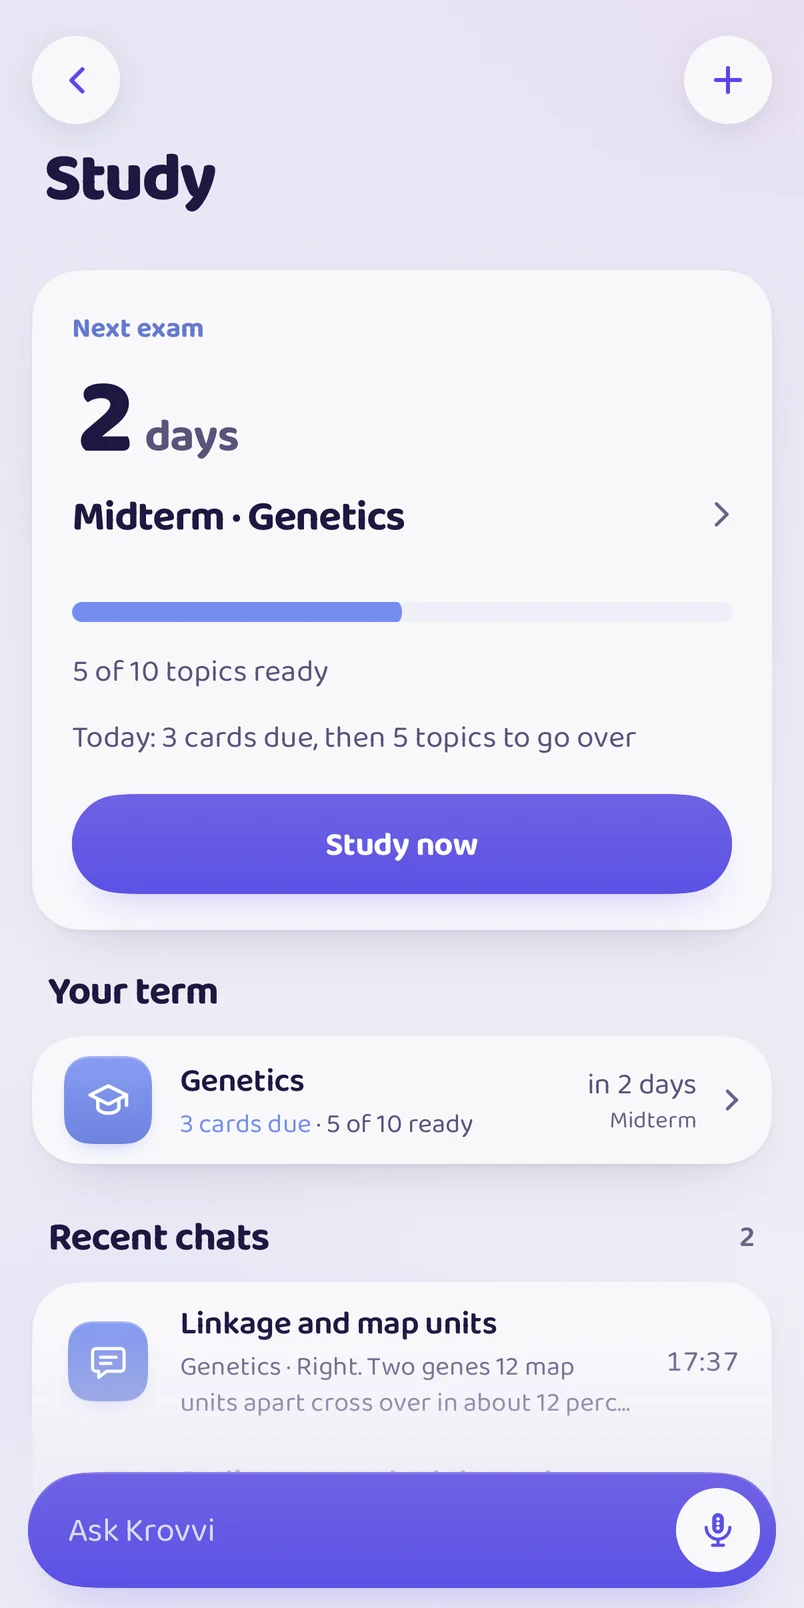 Study
Next exam
2 days
Midterm · Genetics
5 of 10 topics ready
Today: 3 cards due, then 5 topics to go over
Study now
Your term
Genetics
in 2 days
3 cards due · 5 of 10 ready
Midterm
Recent chats
2
Linkage and map units
Genetics · Right. Two genes 12 map
17:37
units apart cross over in about 12 perc...
Ask Krovvi